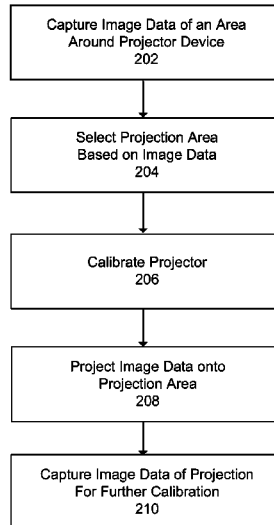 Capture Image Data of an Area
Around Projector Device
202
Select Projection Area
Based on Image Data
204
Calibrate Projector
206
Project Image Data onto
Projection Area
208
Capture Image Data of Projection
For Further Calibration
210